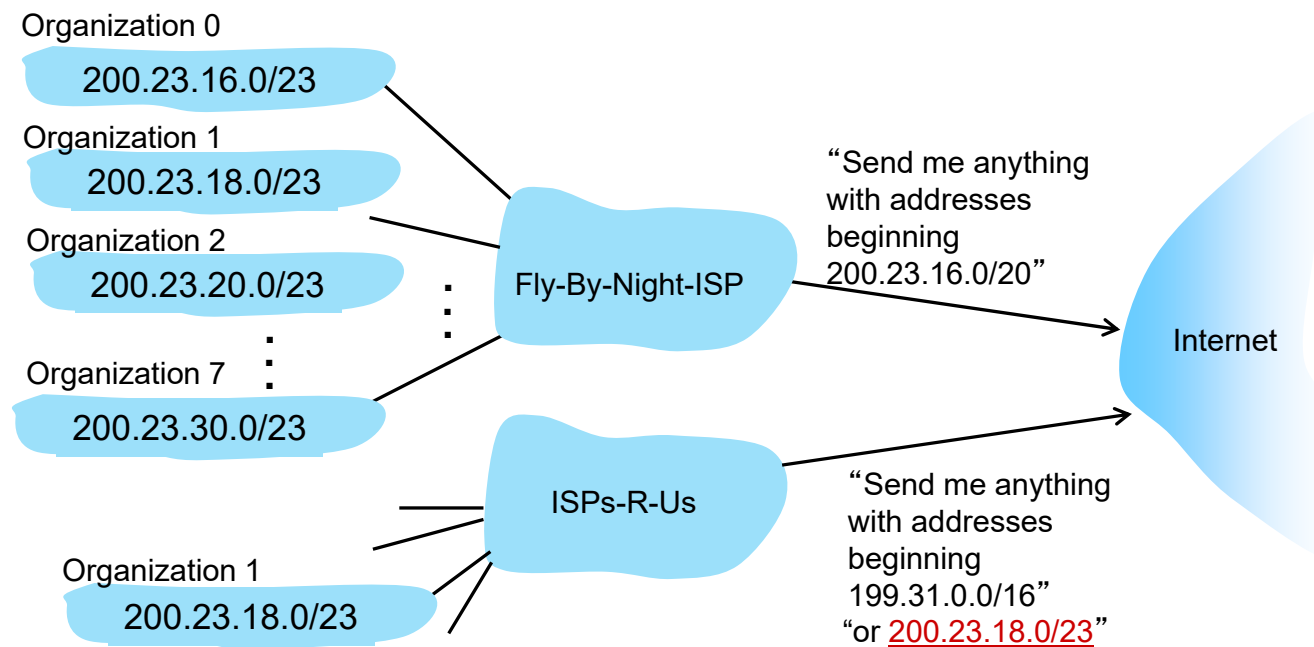 Organization 0
200.23.16.0/23
Organization 1
200.23.18.0/23
Organization 2
200.23.20.0/23
Organization 7
200.23.30.0/23
Fly-By-Night-ISP
“Send me anything
with addresses
beginning
200.23.16.0/20”
Internet
ISPs-R-Us
Organization 1
200.23.18.0/23
“Send me anything
with addresses
beginning
199.31.0.0/16”
“or 200.23.18.0/23”